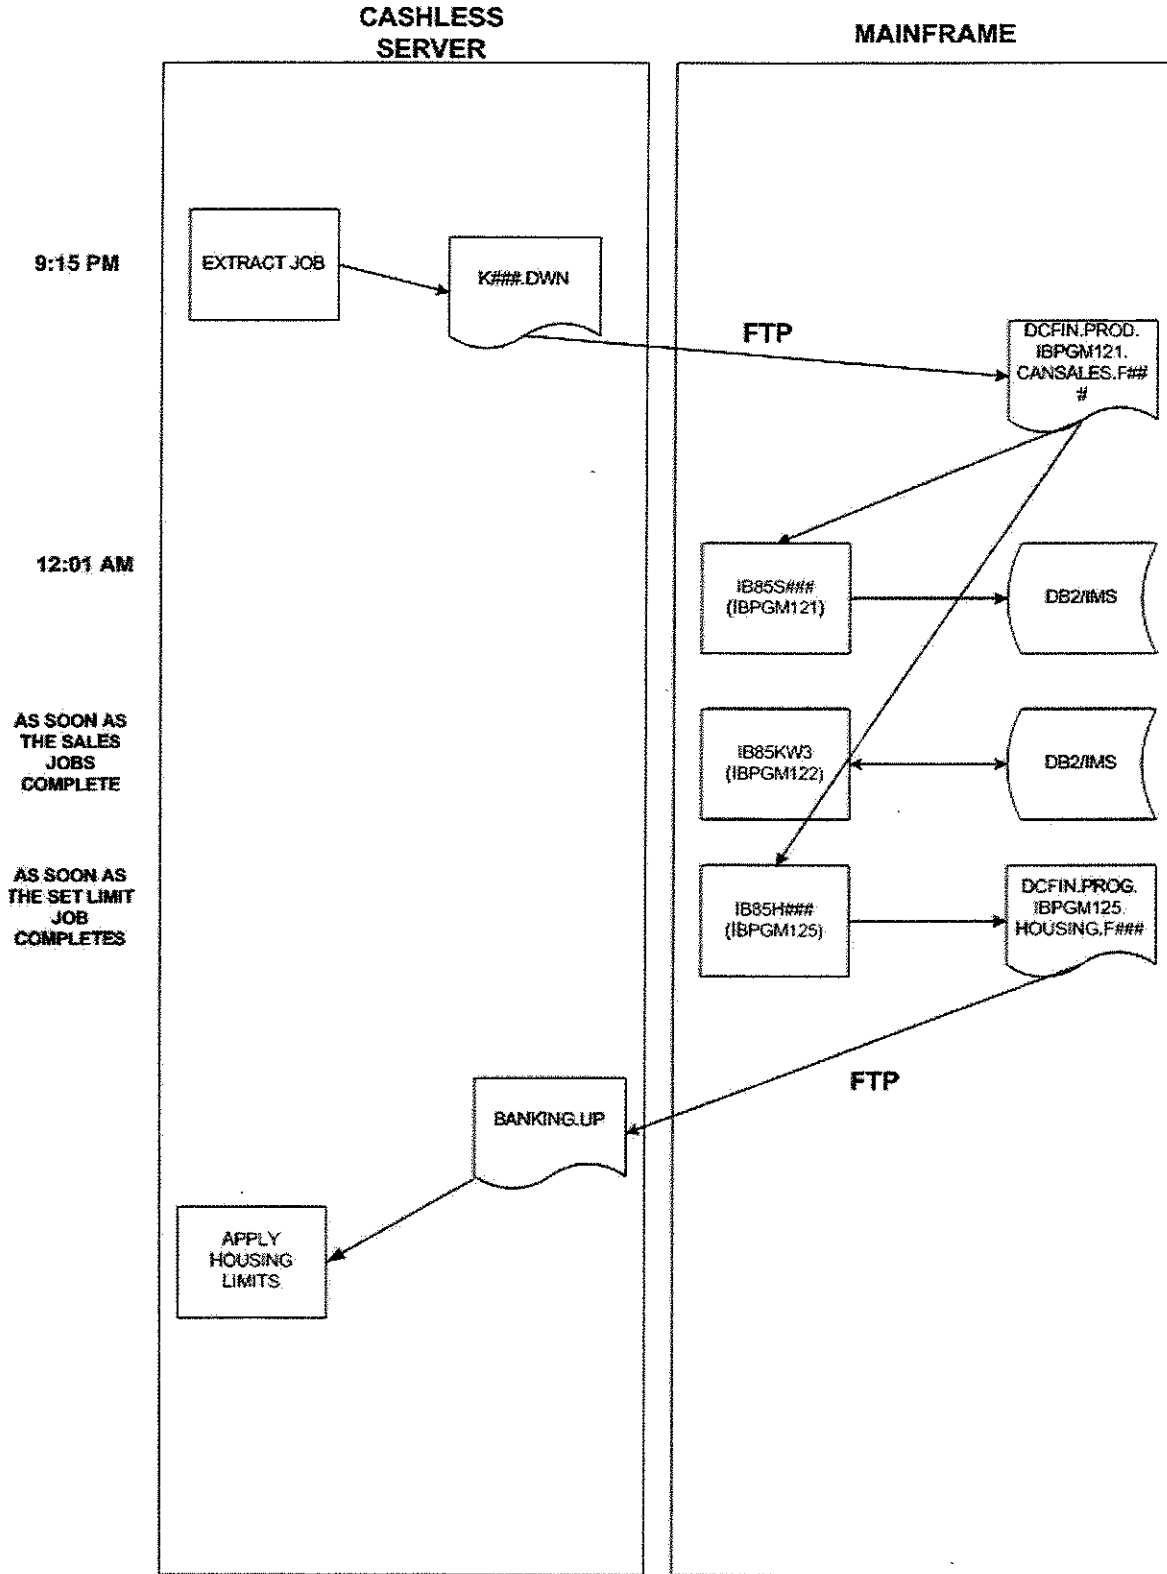 CASHLESS
SERVER
MAINFRAME
9:15 PM
EXTRACT JOB
K###.DWN
FTP
DCFIN.PROD.
IBPGM121.
CANSALES.F##
#
12:01 AM
IB85S###
(IBPGM121)
DB2/IMS
AS SOON AS
THE SALES
JOBS
COMPLETE
IB85KW3
(IBPGM122)
DB2/IMS
AS SOON AS
THE SET LIMIT
JOB
COMPLETES
IB85H###
(IBPGM125)
DCFIN.PROG.
IBPGM125.
HOUSING.F###
FTP
BANKING.UP
APPLY
HOUSING
LIMITS